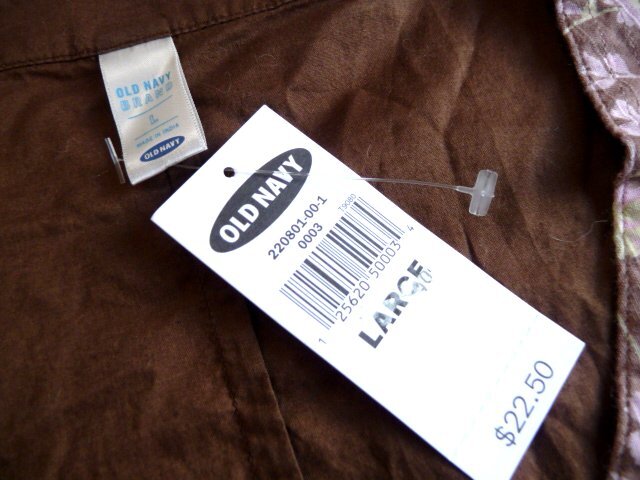 OLD NAVY
BRAND
L
MADE IN INDIA
OLD NAVY
OLD NAVY
220801-00-1
0003
T9080
1 25620 50003 4
LARGE
$22.50